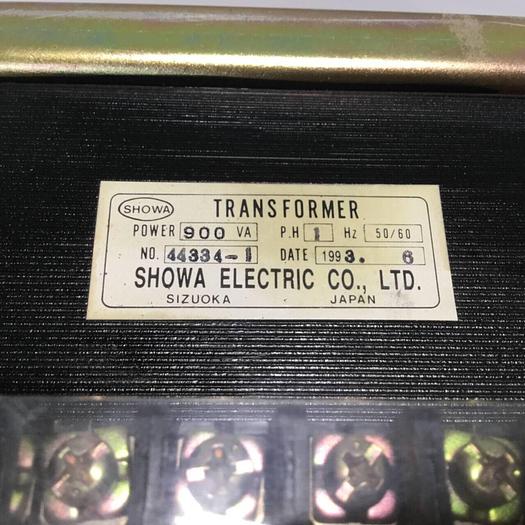 SHOWA TRANSFORMER
POWER 900 VA P.H 1 Hz 50/60
NO. 44334-1 DATE 1993. 6
SHOWA ELECTRIC CO., LTD.
SIZUOKA JAPAN